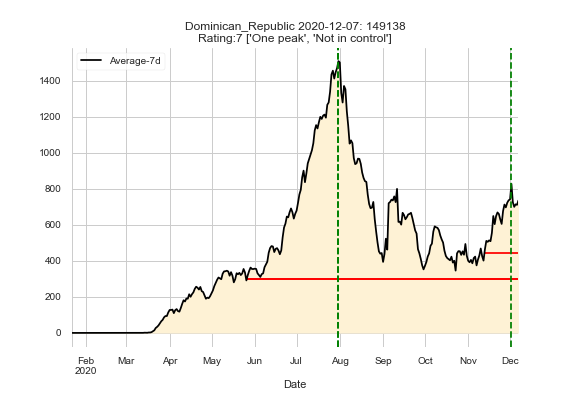 Dominican_Republic 2020-12-07: 149138
Rating:7 ['One peak', 'Not in control']
Average-7d
1400
1200
1000
800
600
400
200
0
Feb Mar Apr May Jun Jul Aug Sep Oct Nov Dec
2020
Date